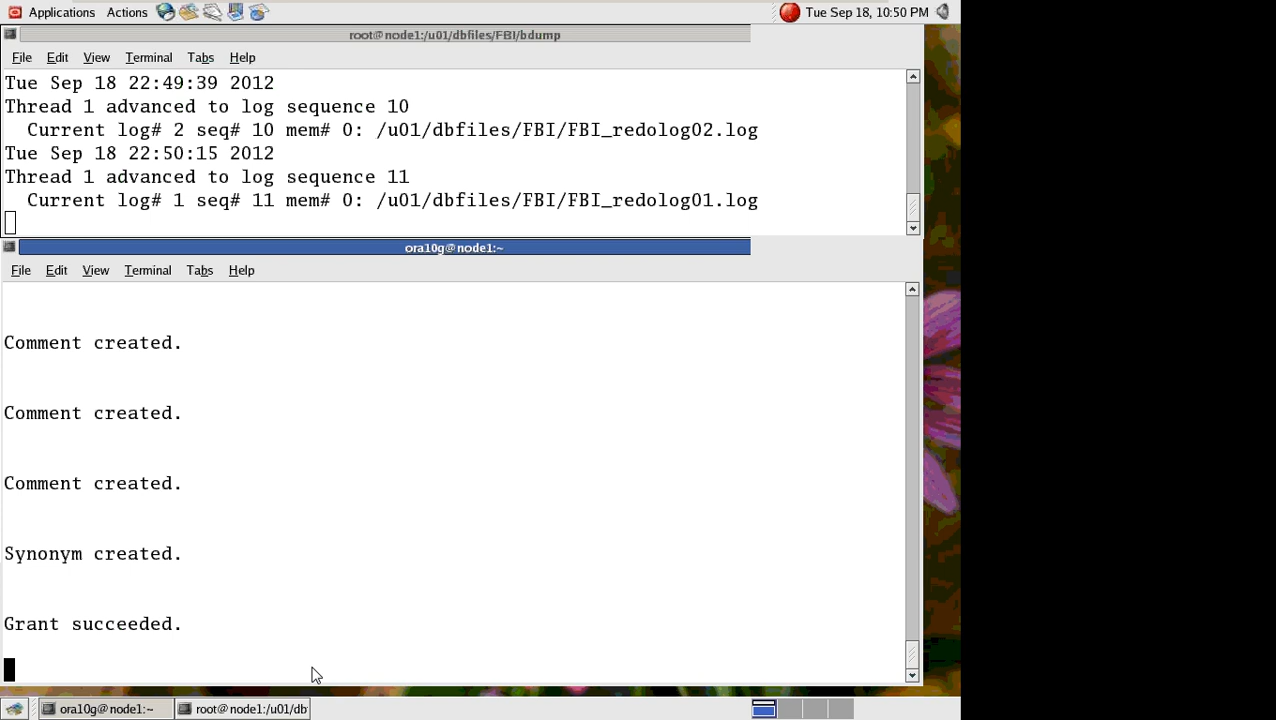 Applications Actions Tue Sep 18, 10:50 PM
root@node1:/u01/dbfiles/FBI/bdump
File Edit View Terminal Tabs Help
Tue Sep 18 22:49:39 2012
Thread 1 advanced to log sequence 10
Current log# 2 seq# 10 mem# 0: /u01/dbfiles/FBI/FBI_redolog02.log
Tue Sep 18 22:50:15 2012
Thread 1 advanced to log sequence 11
Current log# 1 seq# 11 mem# 0: /u01/dbfiles/FBI/FBI_redolog01.log
ora10g@node1:~
File Edit View Terminal Tabs Help
Comment created.
Comment created.
Comment created.
Synonym created.
Grant succeeded.
ora10g@node1:~ root@node1:/u01/db